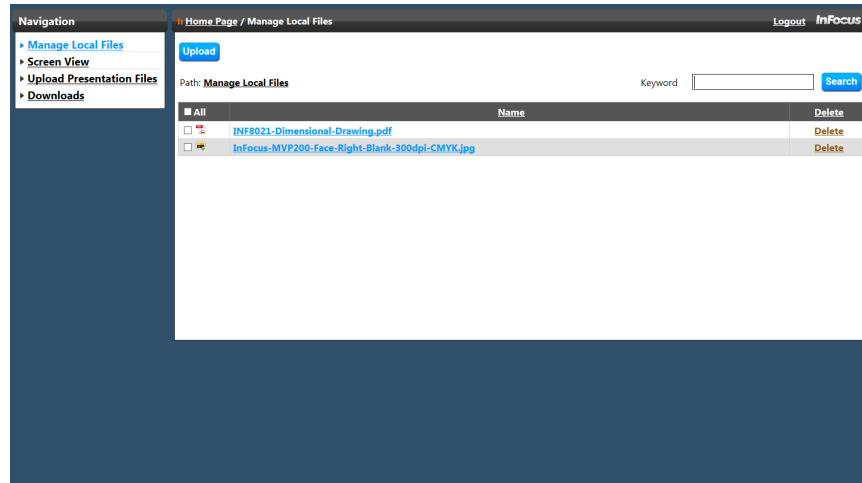 Navigation
Manage Local Files
Screen View
Upload Presentation Files
Downloads
Home Page / Manage Local Files
Logout
InFocus
Upload
Path: Manage Local Files
Keyword
Search
All
Name
Delete
INF8021-Dimensional-Drawing.pdf
Delete
InFocus-MVP200-Face-Right-Blank-300dpi-CMYK.jpg
Delete